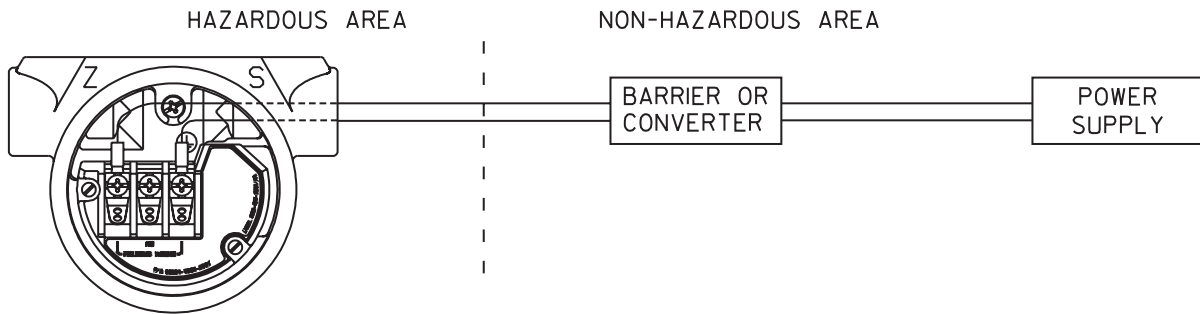 HAZARDOUS AREA
NON-HAZARDOUS AREA
Z
S
BARRIER OR
CONVERTER
POWER
SUPPLY